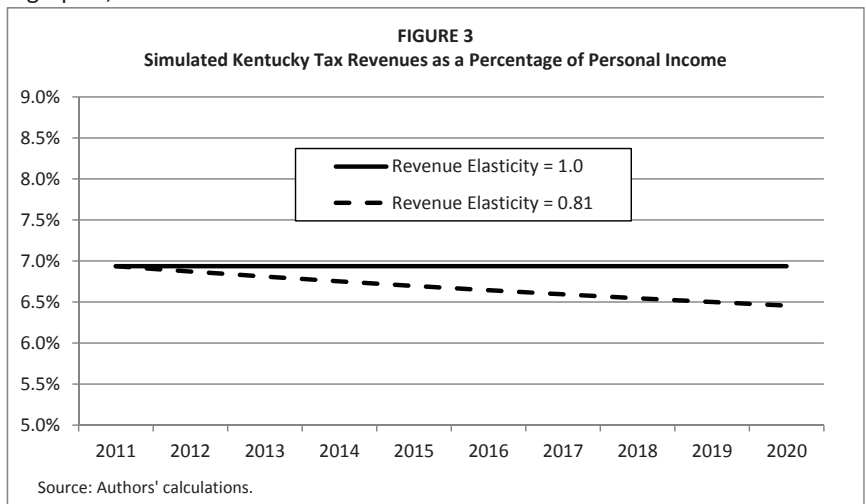 FIGURE 3
Simulated Kentucky Tax Revenues as a Percentage of Personal Income
9.0%
8.5%
8.0%
7.5%
7.0%
6.5%
6.0%
5.5%
5.0%
Revenue Elasticity = 1.0
Revenue Elasticity = 0.81
2011 2012 2013 2014 2015 2016 2017 2018 2019 2020
Source: Authors' calculations.